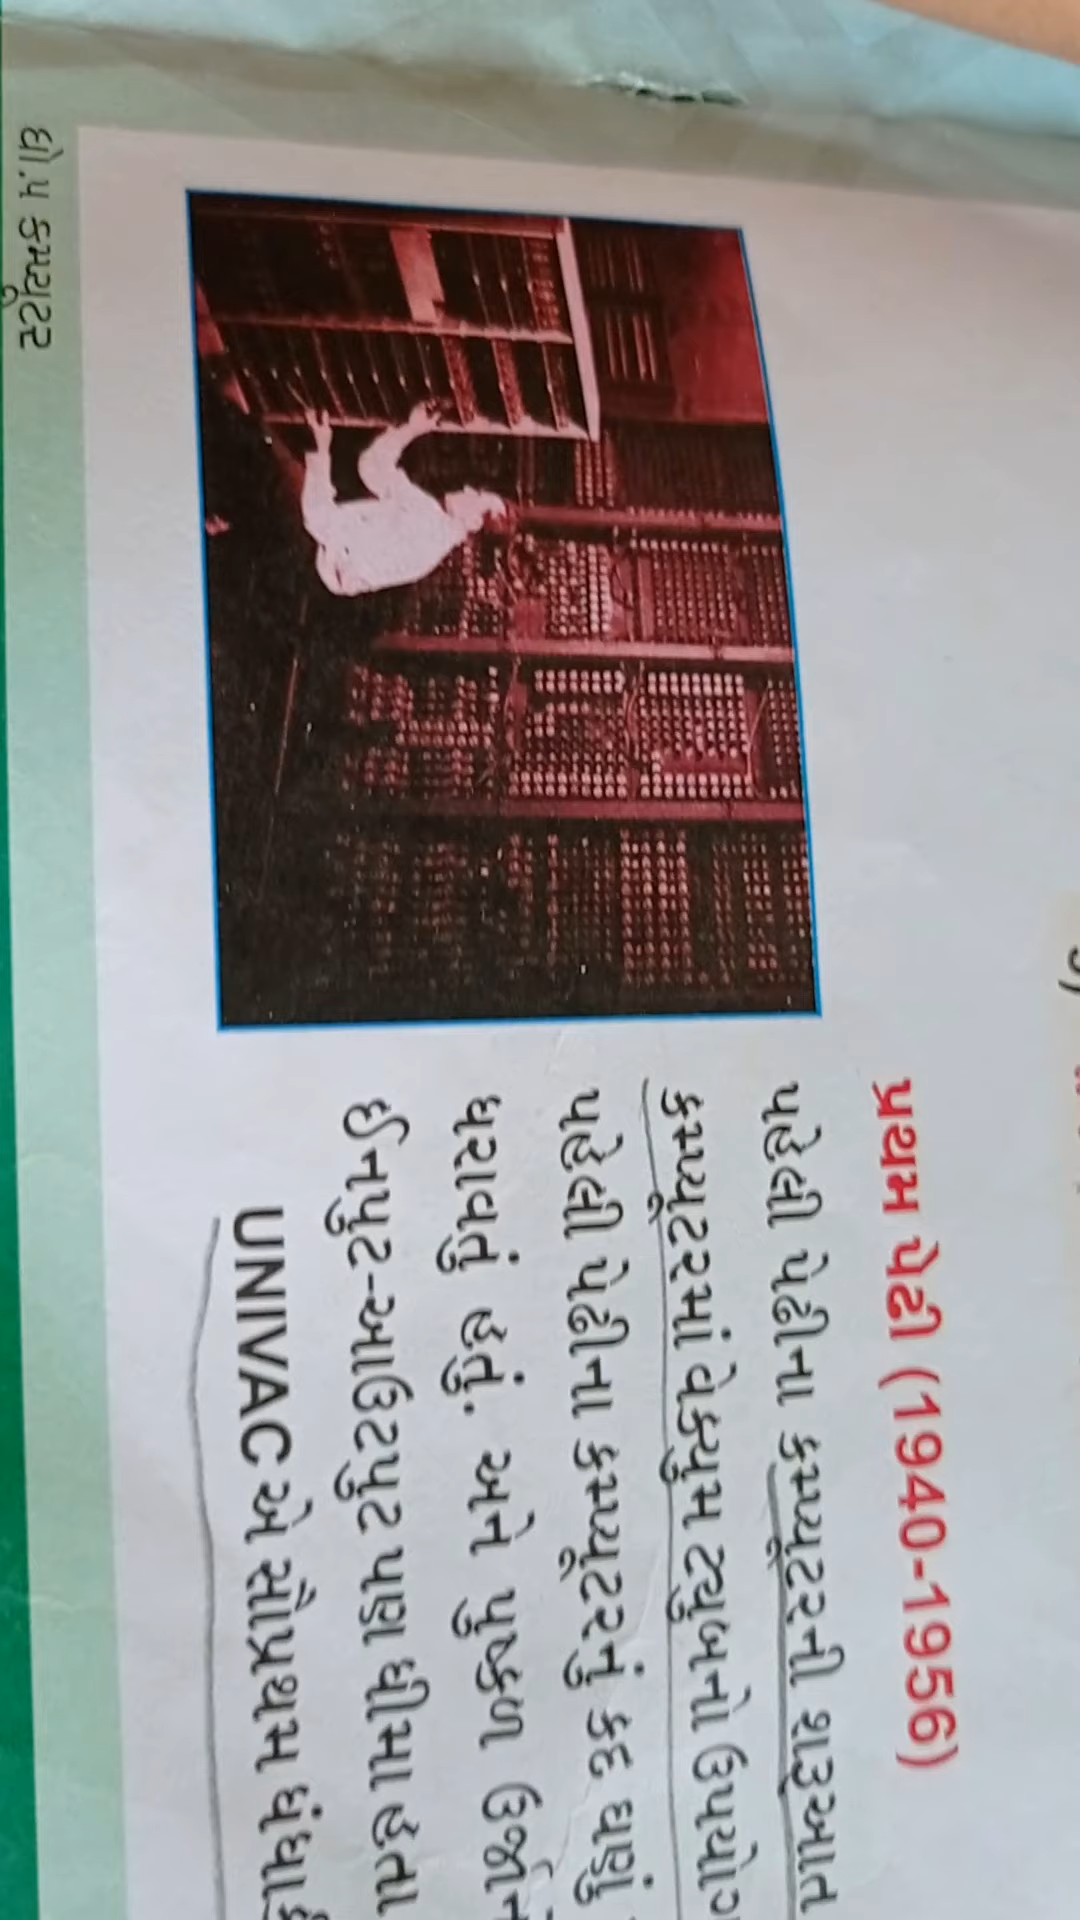 પ્રથમ પેઢી (1940-1956)
પહેલી પેઢીના કમ્પ્યૂટરની શરૂઆત
કમ્પ્યૂટરમાં વેક્યુમ ટ્યુબનો ઉપયોગ
પહેલી પેઢીના કમ્પ્યૂટરનું કદ ઘણું
ધરાવતું હતું. અને પુષ્કળ
ઈનપુટ-આઉટપુટ પણ ધીમા હતા
UNIVAC એ સૌપ્રથમ
ધો.૫ કમ્પ્યુટર